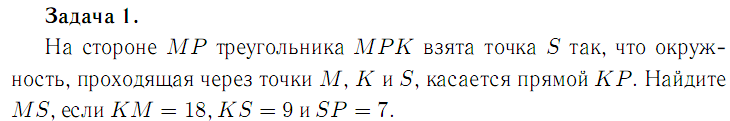 Задача 1.
На стороне MP треугольника MPK взята точка S так, что окруж-
ность, проходящая через точки M, K и S, касается прямой KP. Найдите
MS, если KM = 18, KS = 9 и SP = 7.